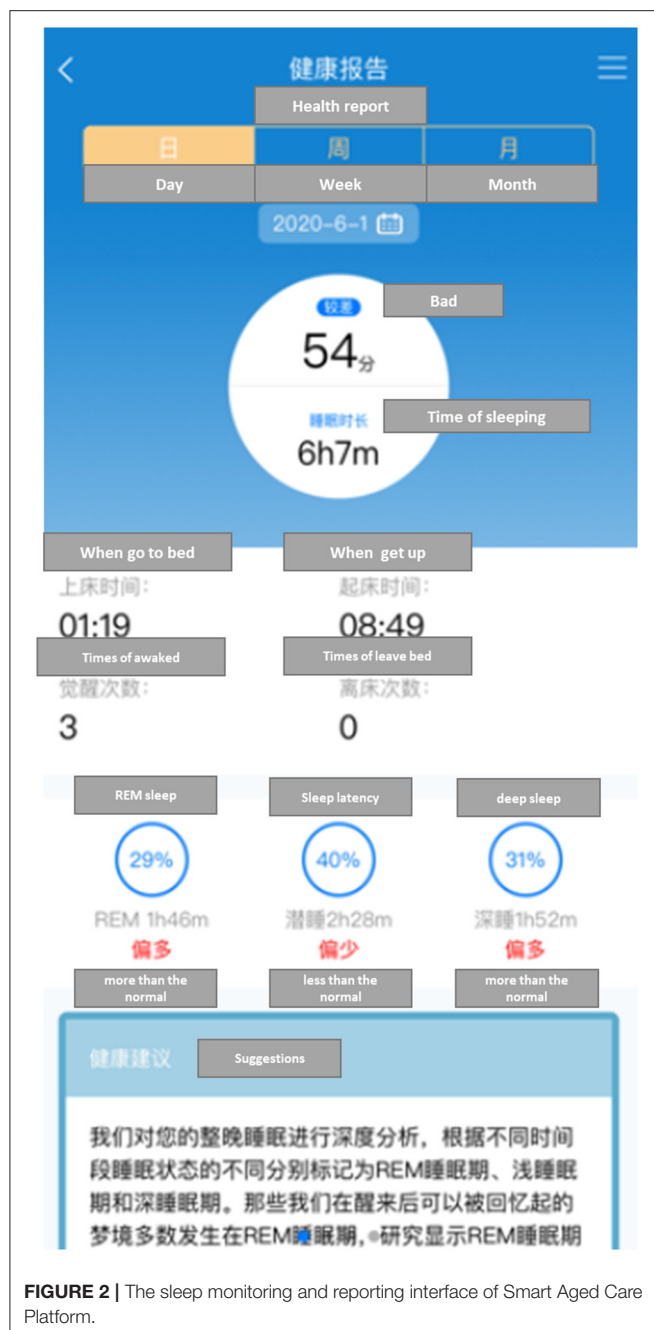 健康报告
Health report
日 周 月
Day Week Month
2020-6-1
较差 Bad
54分
睡眠时长 Time of sleeping
6h7m
When go to bed When get up
上床时间: 起床时间:
01:19 08:49
Times of awaked Times of leave bed
觉醒次数: 离床次数:
3 0
REM sleep Sleep latency deep sleep
29% 40% 31%
REM 1h46m 潜睡2h28m 深睡1h52m
偏多 偏少 偏多
more than the less than the more than the
normal normal normal
健康建议 Suggestions
我们对您的整晚睡眠进行深度分析，根据不同时间
段睡眠状态的不同分别标记为REM睡眠期、浅睡眠
期和深睡眠期。那些我们在醒来后可以被回忆起的
梦境多数发生在REM睡眠期,研究显示REM睡眠期
FIGURE 2 | The sleep monitoring and reporting interface of Smart Aged Care
Platform.